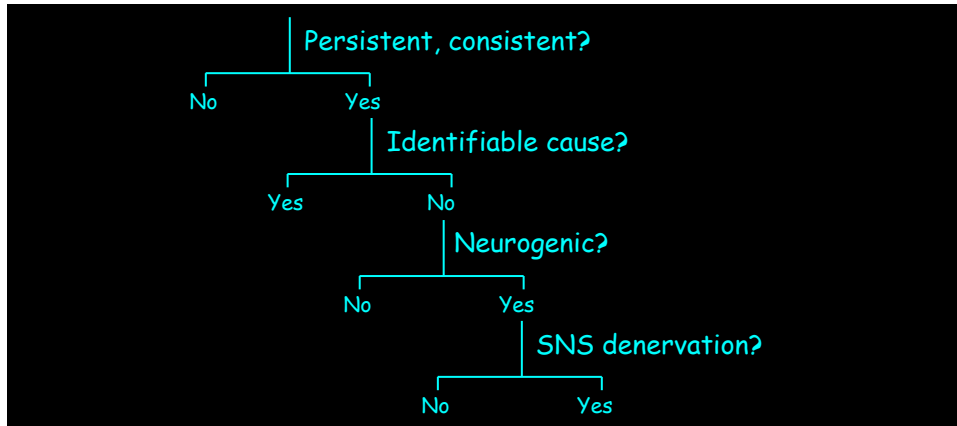 Persistent, consistent?
No Yes
Identifiable cause?
Yes No
Neurogenic?
No Yes
SNS denervation?
No Yes